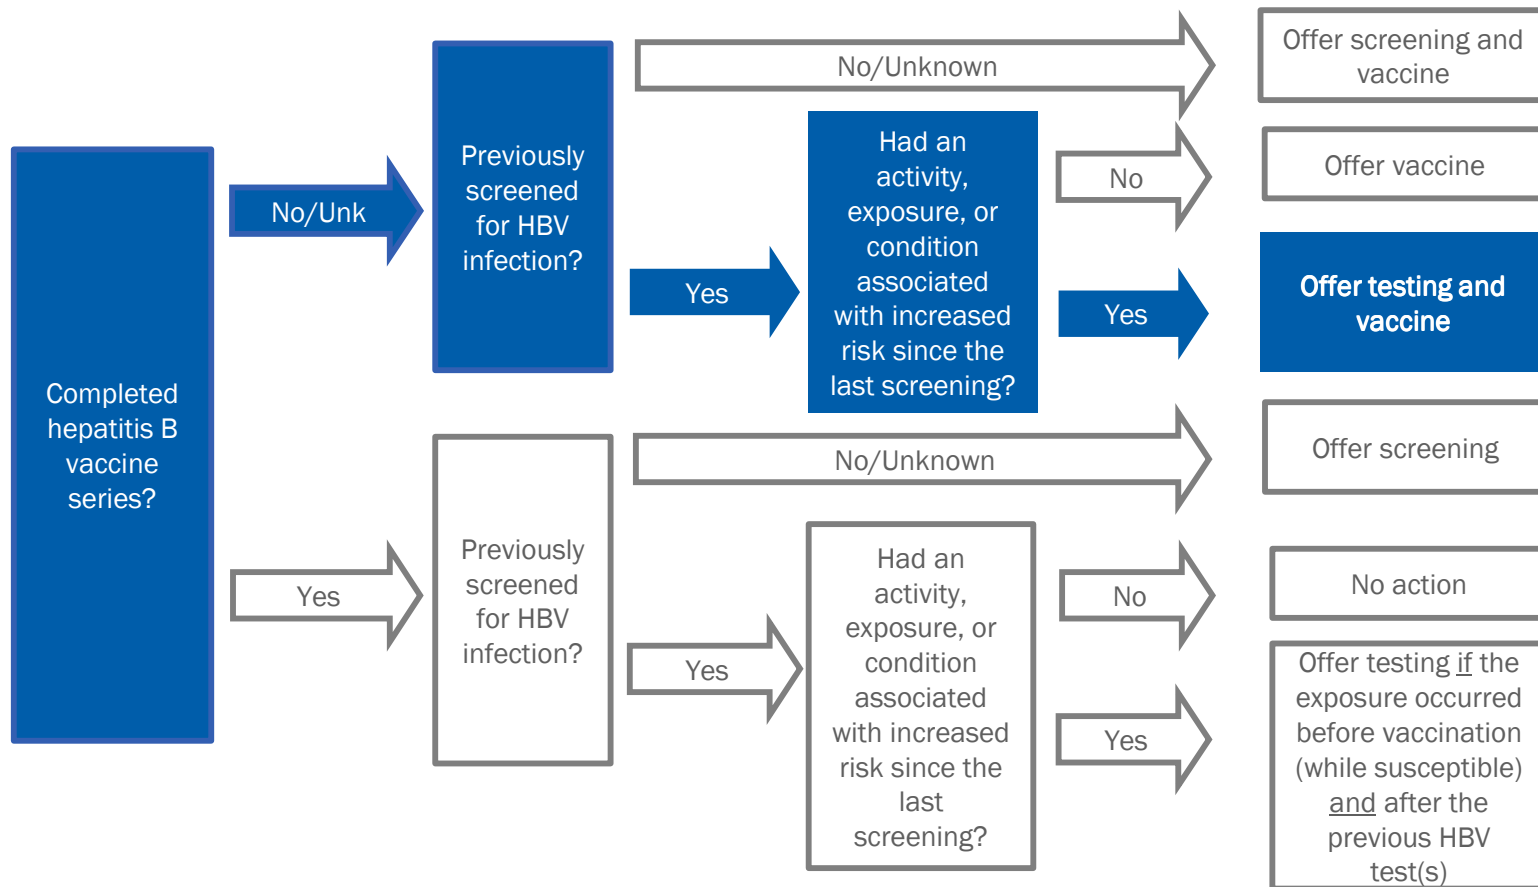 Completed
hepatitis B
vaccine
series?
No/Unk
Previously
screened
for HBV
infection?
No/Unknown
Offer screening and
vaccine
Yes
Had an
activity,
exposure, or
condition
associated
with increased
risk since the
last screening?
No
Offer vaccine
Yes
Offer testing and
vaccine
Yes
Previously
screened
for HBV
infection?
No/Unknown
Offer screening
Yes
Had an
activity,
exposure, or
condition
associated
with increased
risk since the
last
screening?
No
No action
Yes
Offer testing if the
exposure occurred
before vaccination
(while susceptible)
and after the
previous HBV
test(s)